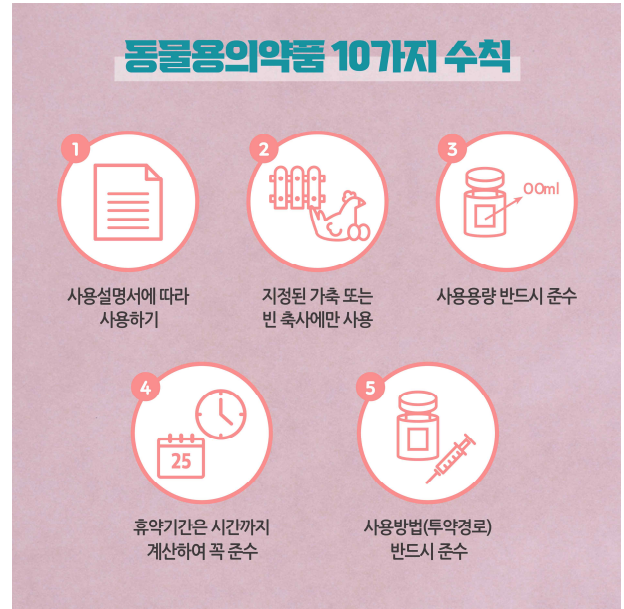 동물용의약품 10가지 수칙
1
2
3
OOml
사용설명서에 따라
사용하기
지정된 가축 또는
빈 축사에만 사용
사용용량 반드시 준수
4
25
5
휴약기간은 시간까지
계산하여 꼭 준수
사용방법(투약경로)
반드시 준수